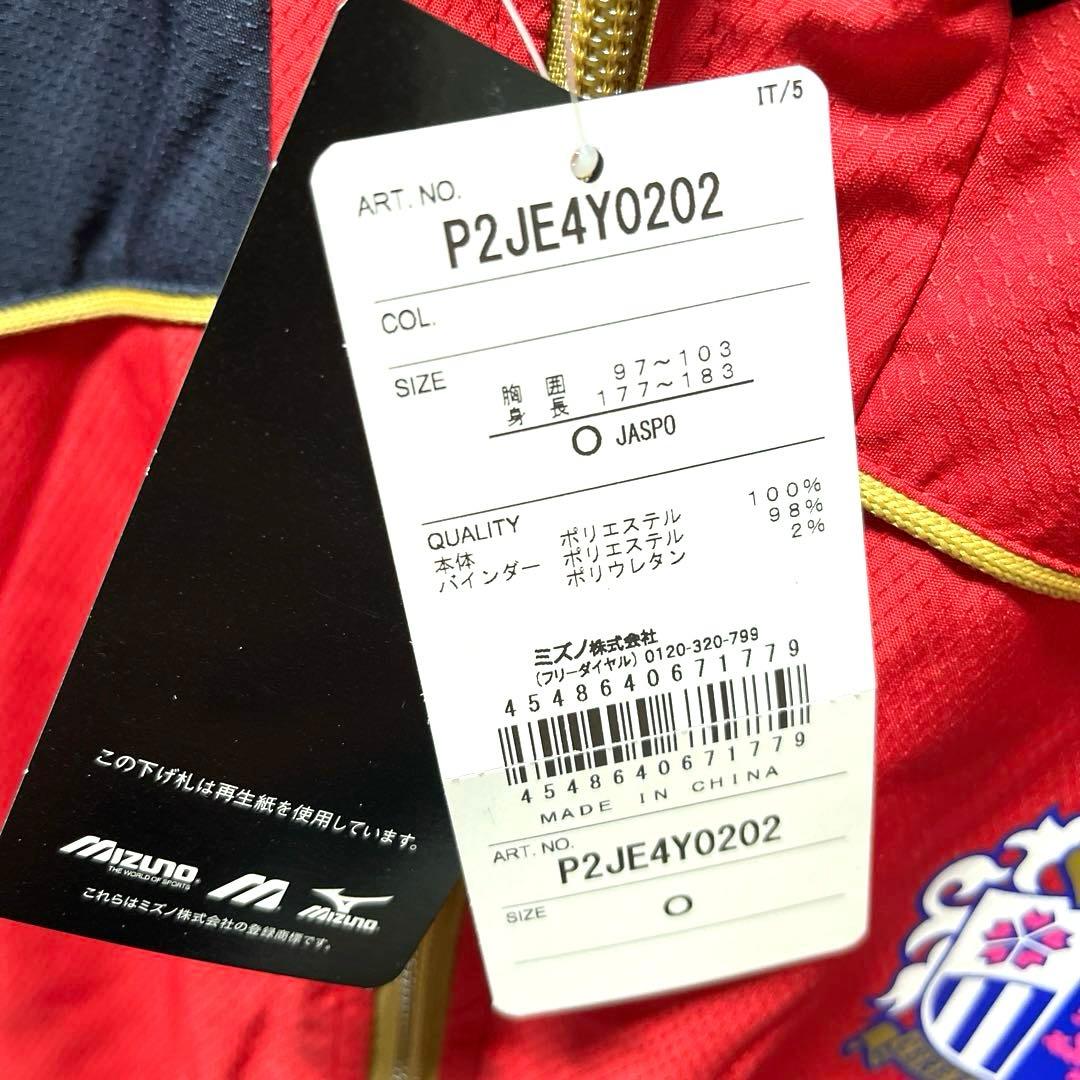 IT/5
ART. NO.
P2JE4Y0202
COL.
SIZE
胸囲 97~103
身長 177~183
O JASPO
QUALITY
本体 ポリエステル 100%
バインダー ポリエステル 98%
ポリウレタン 2%
ミズノ株式会社
(フリーダイヤル) 0120-320-799
4548640671779
4548640671779
MADE IN CHINA
ART. NO.
P2JE4Y0202
SIZE O
この下げ札は再生紙を使用しています。
MIZUNO
THE WORLD OF SPORTS
M
MIZUNO
これらはミズノ株式会社の登録商標です。